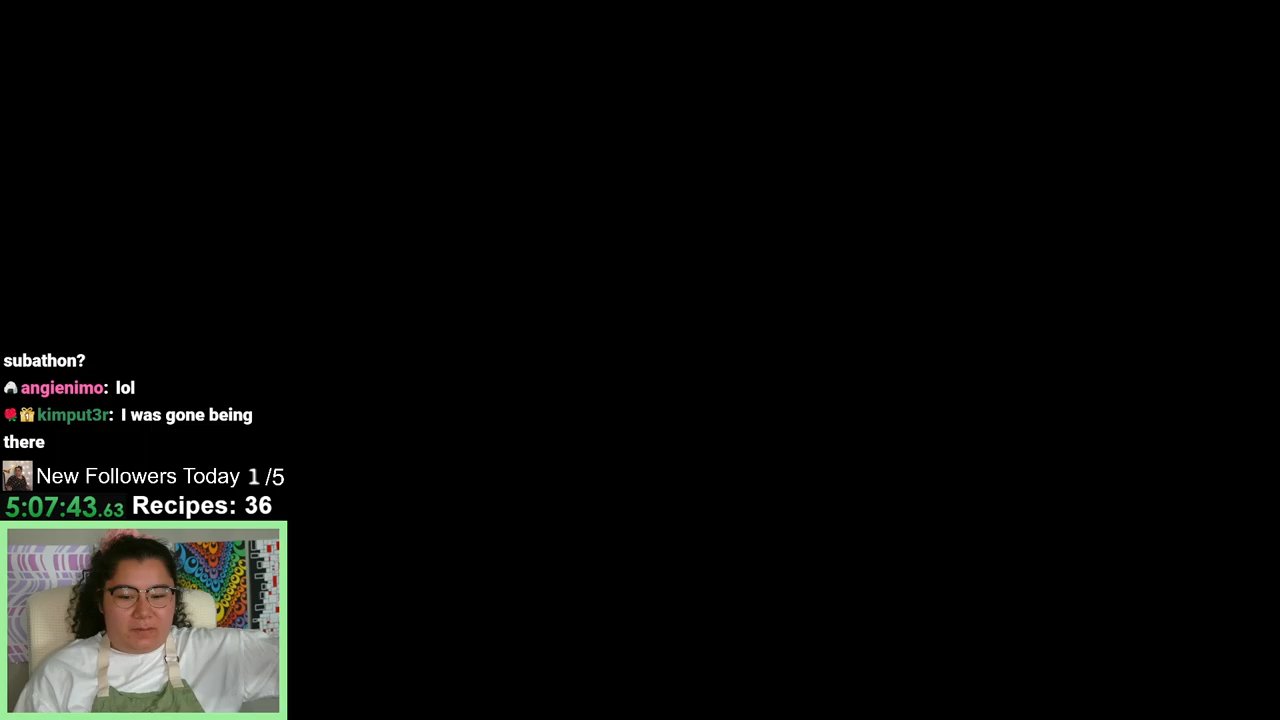 subathon?
angienimo: lol
kimput3r: I was gone being
there
New Followers Today 1 /5
5:07:43.63 Recipes: 36